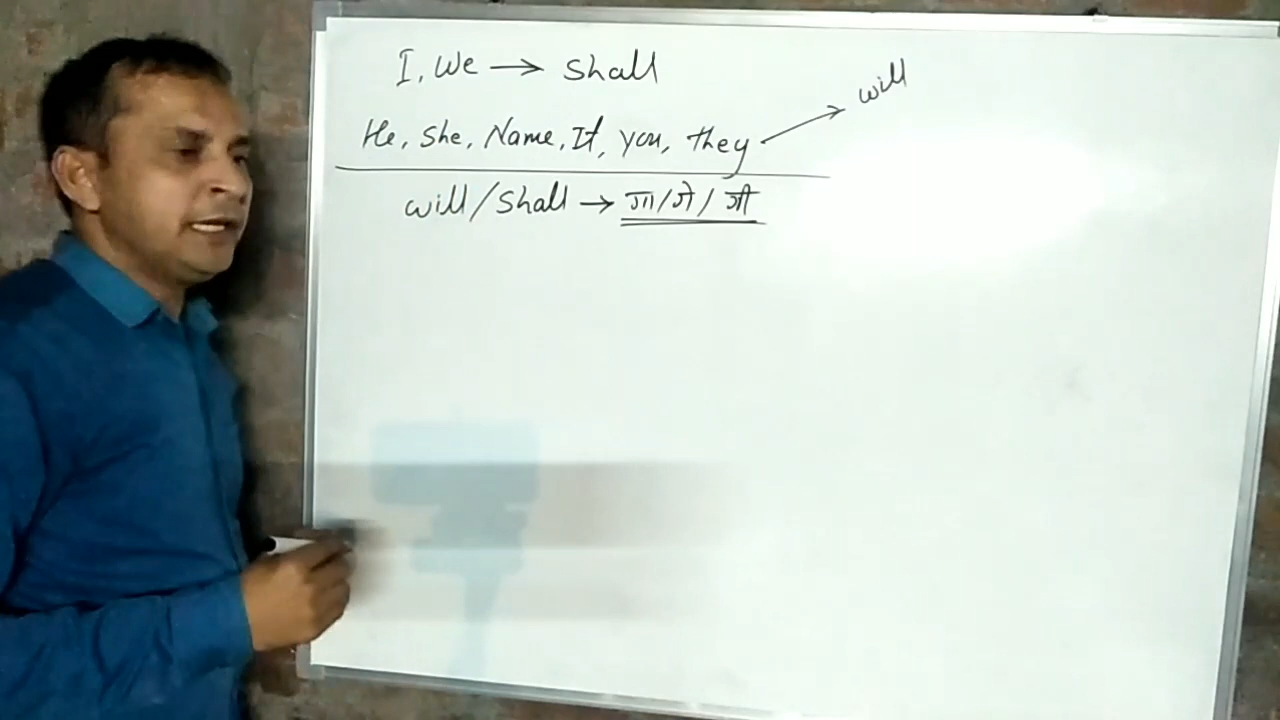 I, We → Shall
He, She, Name, It, you, they → will
will/Shall → गा/गे/गी